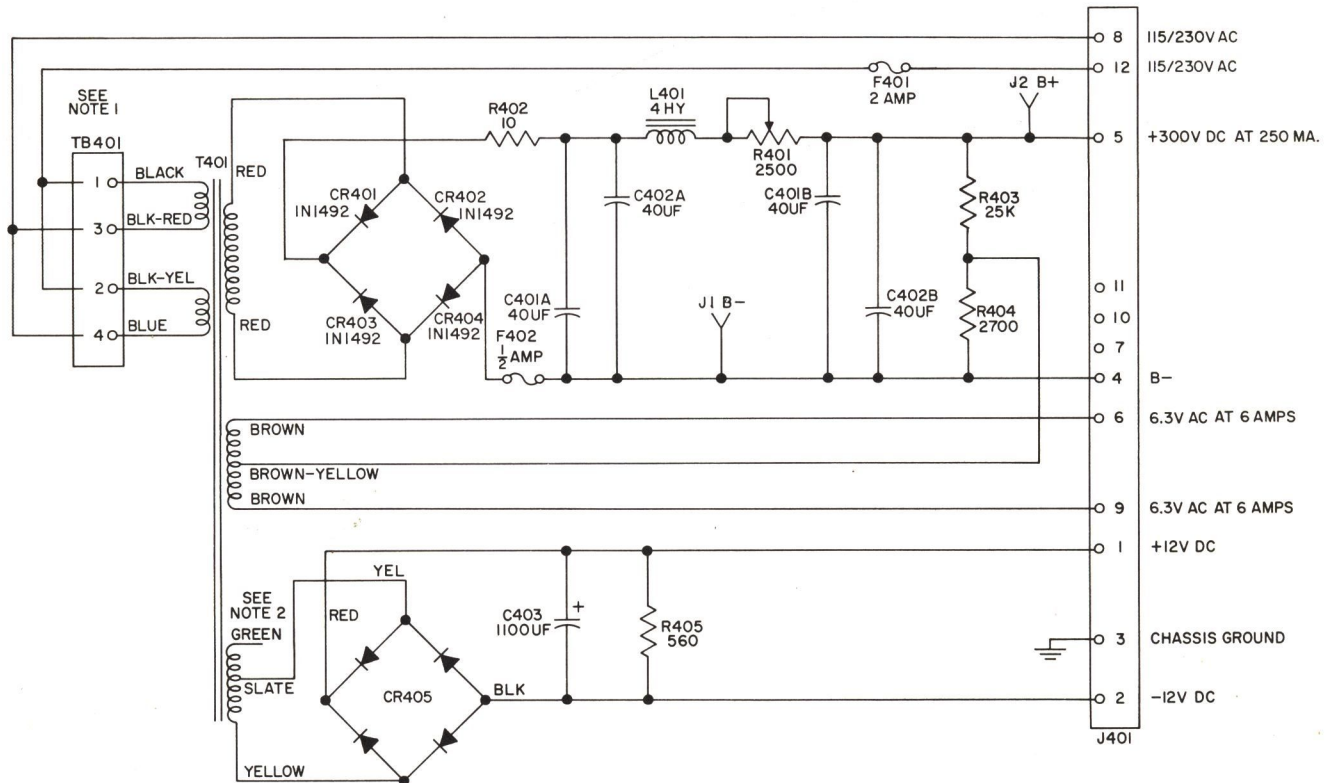 8 115/230V AC
12 115/230V AC
F401
2 AMP
J2 B+
5 +300V DC AT 250 MA.
SEE
NOTE 1
TB401
T401
1 BLACK
3 BLK-RED
2 BLK-YEL
4 BLUE
RED
RED
R402
10
L401
4 HY
R401
2500
CR401
1N1492
CR402
1N1492
CR403
1N1492
CR404
1N1492
C402A
40UF
C401B
40UF
R403
25K
C401A
40UF
F402
1/2 AMP
J1 B-
C402B
40UF
R404
2700
11
10
7
4 B-
6 6.3V AC AT 6 AMPS
BROWN
BROWN-YELLOW
BROWN
9 6.3V AC AT 6 AMPS
1 +12V DC
YEL
RED
SEE
NOTE 2
GREEN
SLATE
YELLOW
CR405
BLK
C403
1100UF
+
R405
560
3 CHASSIS GROUND
2 -12V DC
J401